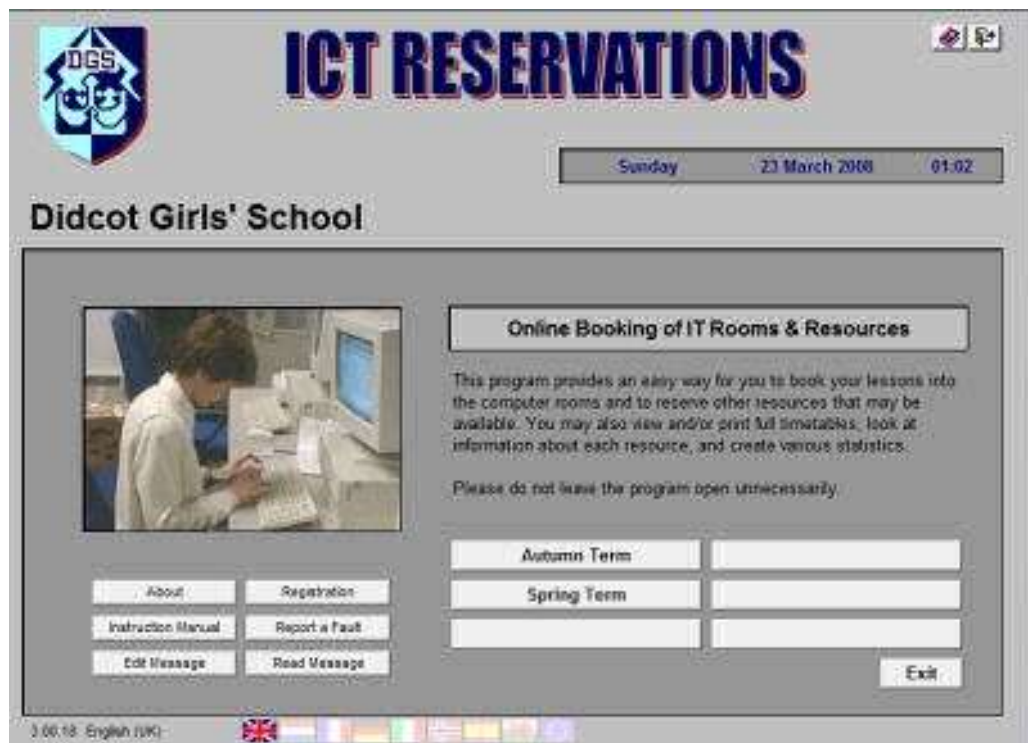 DGS
ICT RESERVATIONS
Sunday 23 March 2008 01:02
Didcot Girls' School
Online Booking of IT Rooms & Resources
This program provides an easy way for you to book your lessons into
the computer rooms and to reserve other resources that may be
available. You may also view and/or print full timetables, look at
information about each resource, and create various statistics.
Please do not leave the program open unnecessarily.
Autumn Term
Spring Term
About Registration
Instruction Manual Report a Fault
Edit Message Read Message
Exit
3.00.18 English (UK)